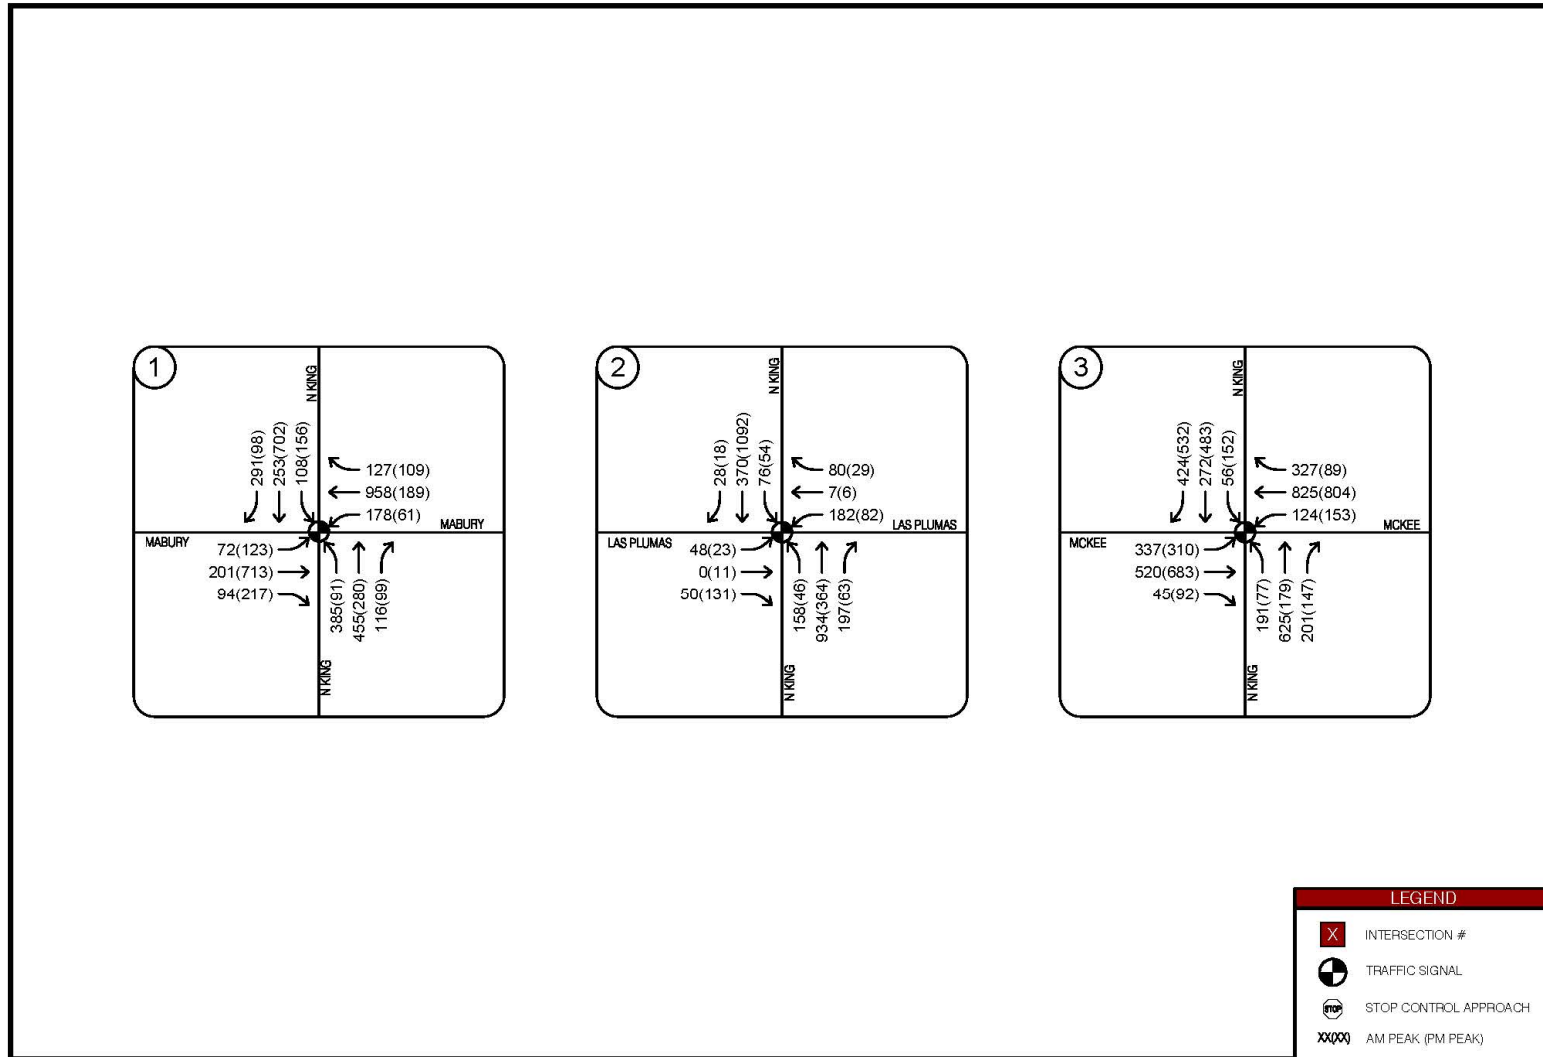 1
N KING
291(98)
253(702)
108(156)
127(109)
958(189)
178(61)
MABURY
MABURY
72(123)
201(713)
94(217)
385(91)
455(280)
116(99)
N KING
2
N KING
28(18)
370(1092)
76(54)
80(29)
7(6)
182(82)
LAS PLUMAS
LAS PLUMAS
48(23)
0(11)
50(131)
158(46)
934(364)
197(63)
N KING
3
N KING
424(532)
272(483)
56(152)
327(89)
825(804)
124(153)
MCKEE
MCKEE
337(310)
520(683)
45(92)
191(77)
625(179)
201(147)
N KING
LEGEND
X INTERSECTION #
TRAFFIC SIGNAL
STOP STOP CONTROL APPROACH
XX(XX) AM PEAK (PM PEAK)